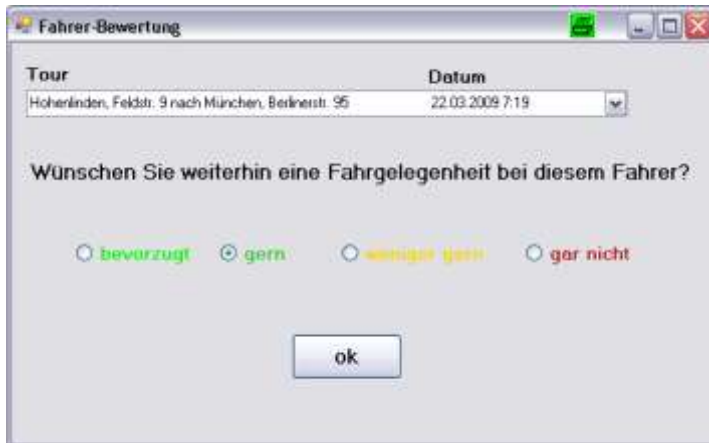 Fahrer-Bewertung
Tour Datum
Hohenlinden, Feldstr. 9 nach München, Berlinerstr. 95 22.03.2009 7:19
Wünschen Sie weiterhin eine Fahrgelegenheit bei diesem Fahrer?
bevorzugt gern weniger gern gar nicht
ok